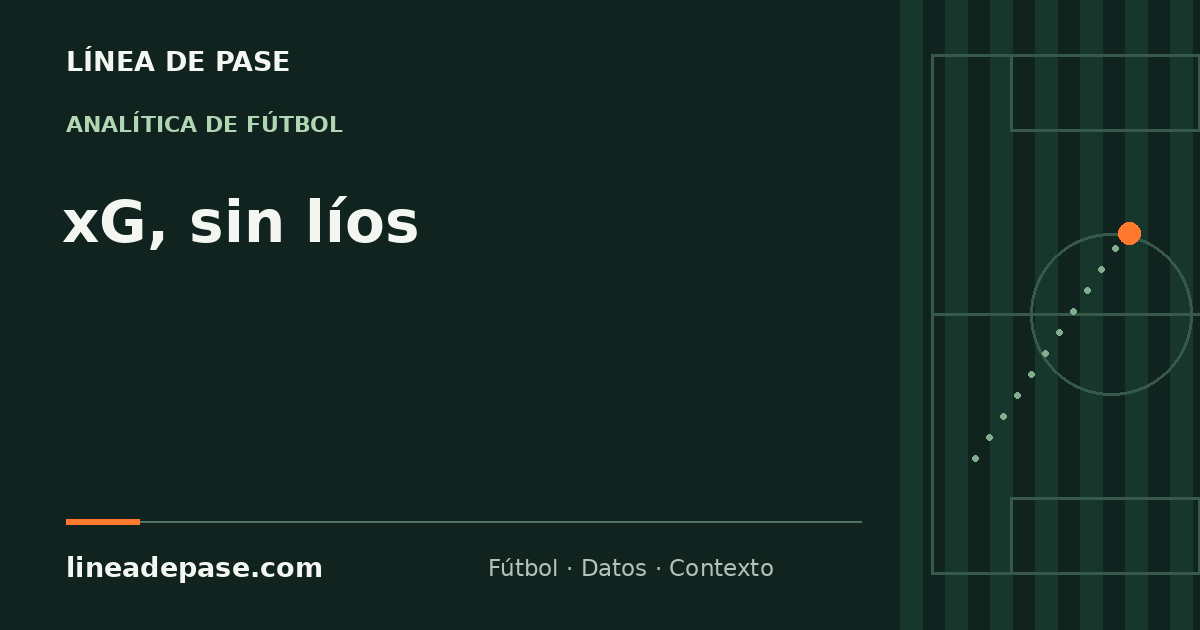 LÍNEA DE PASE
ANALÍTICA DE FÚTBOL
xG, sin líos
lineadepase.com
Fútbol · Datos · Contexto